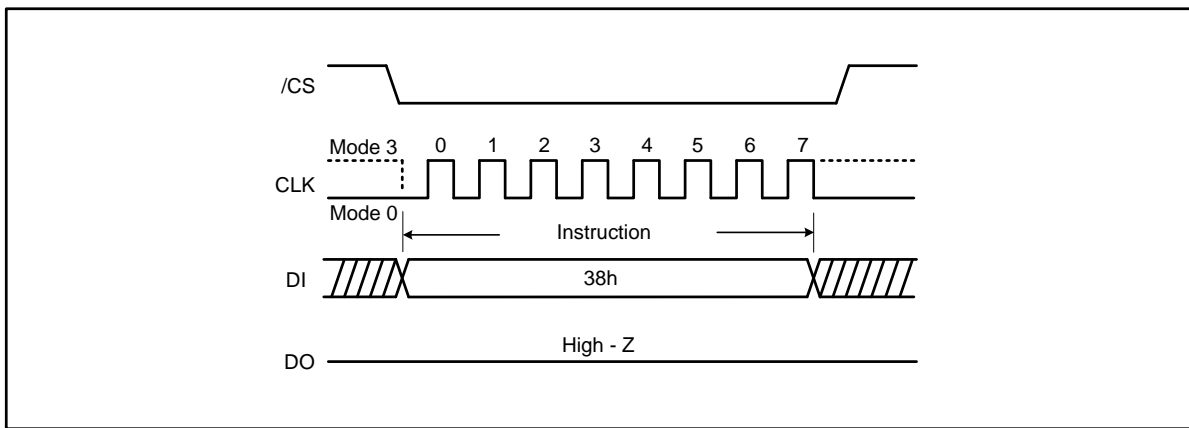 /CS
Mode 3 0 1 2 3 4 5 6 7
CLK
Mode 0
Instruction
DI 38h
High - Z
DO